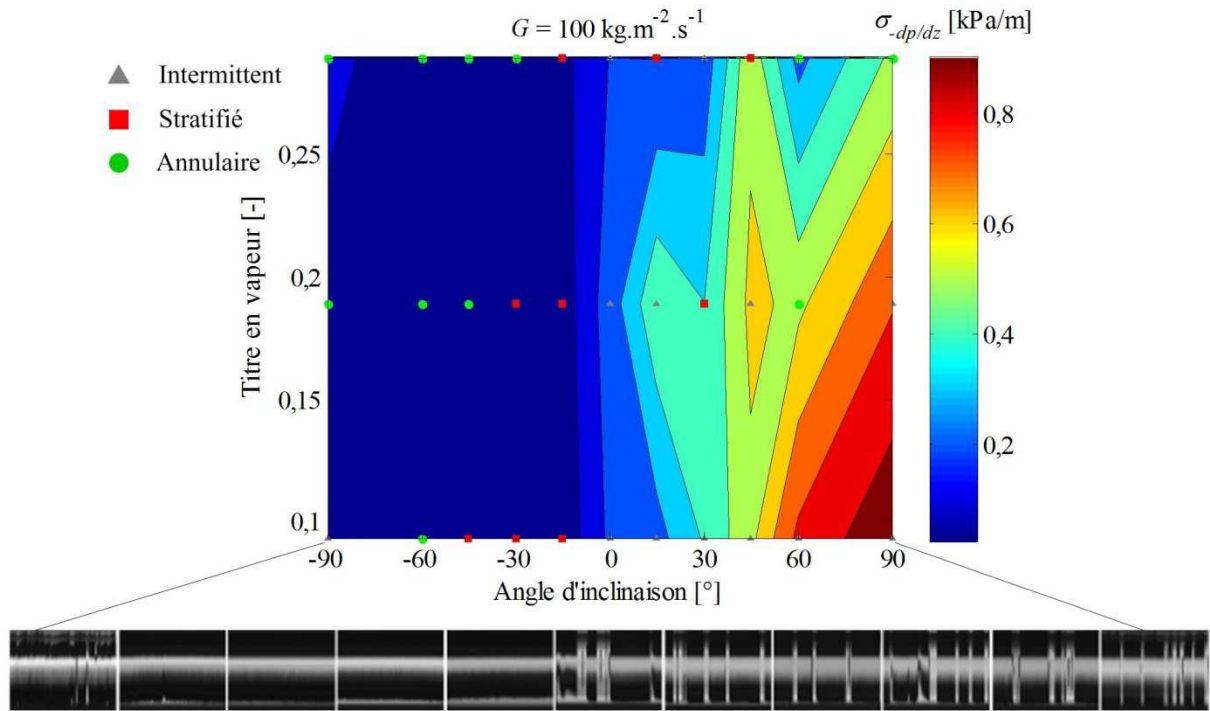 G = 100 kg.m⁻².s⁻¹
σ-dp/dz [kPa/m]
Intermittent
Stratifié
Annulaire
Titre en vapeur [-]
0,25
0,2
0,15
0,1
-90 -60 -30 0 30 60 90
Angle d'inclinaison [°]
0,8
0,6
0,4
0,2